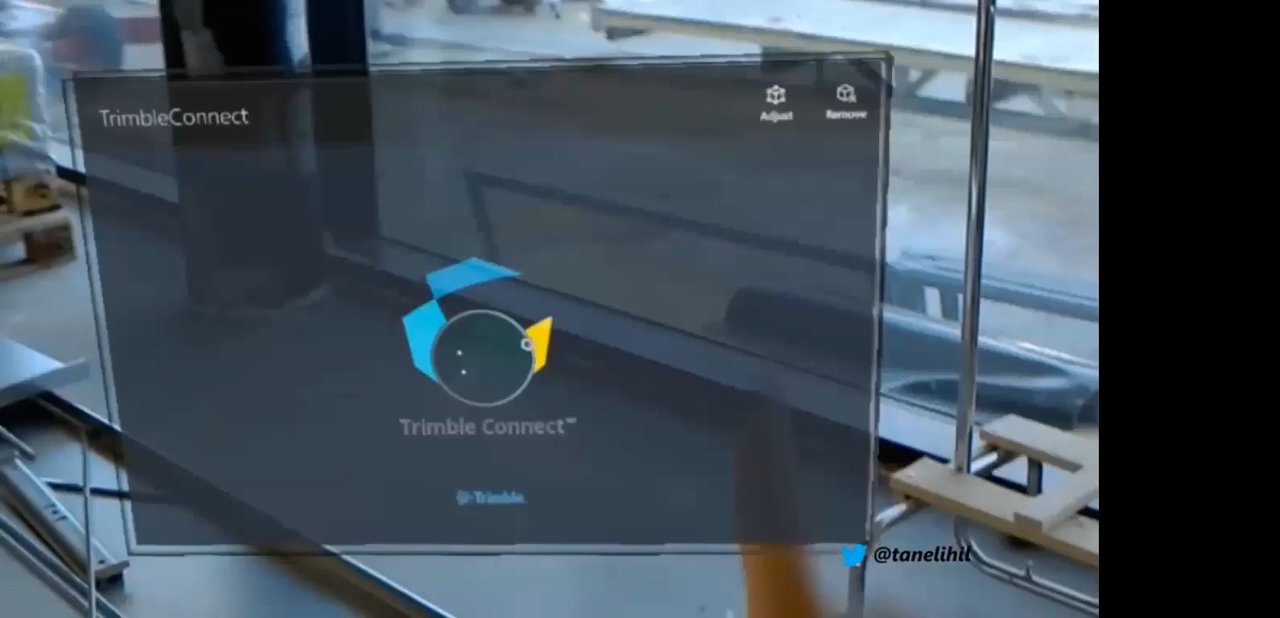 TrimbleConnect
Adjust
Remove
Trimble Connect™
Trimble
@tanelihil